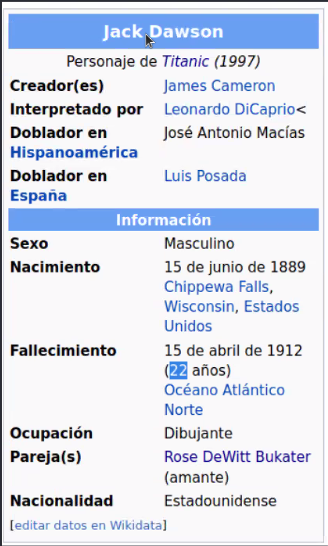 Jack Dawson
Personaje de Titanic (1997)
Creador(es) James Cameron
Interpretado por Leonardo DiCaprio<
Doblador en José Antonio Macías
Hispanoamérica
Doblador en Luis Posada
España
Información
Sexo Masculino
Nacimiento 15 de junio de 1889
Chippewa Falls,
Wisconsin, Estados
Unidos
Fallecimiento 15 de abril de 1912
(22 años)
Océano Atlántico
Norte
Ocupación Dibujante
Pareja(s) Rose DeWitt Bukater
(amante)
Nacionalidad Estadounidense
[editar datos en Wikidata]